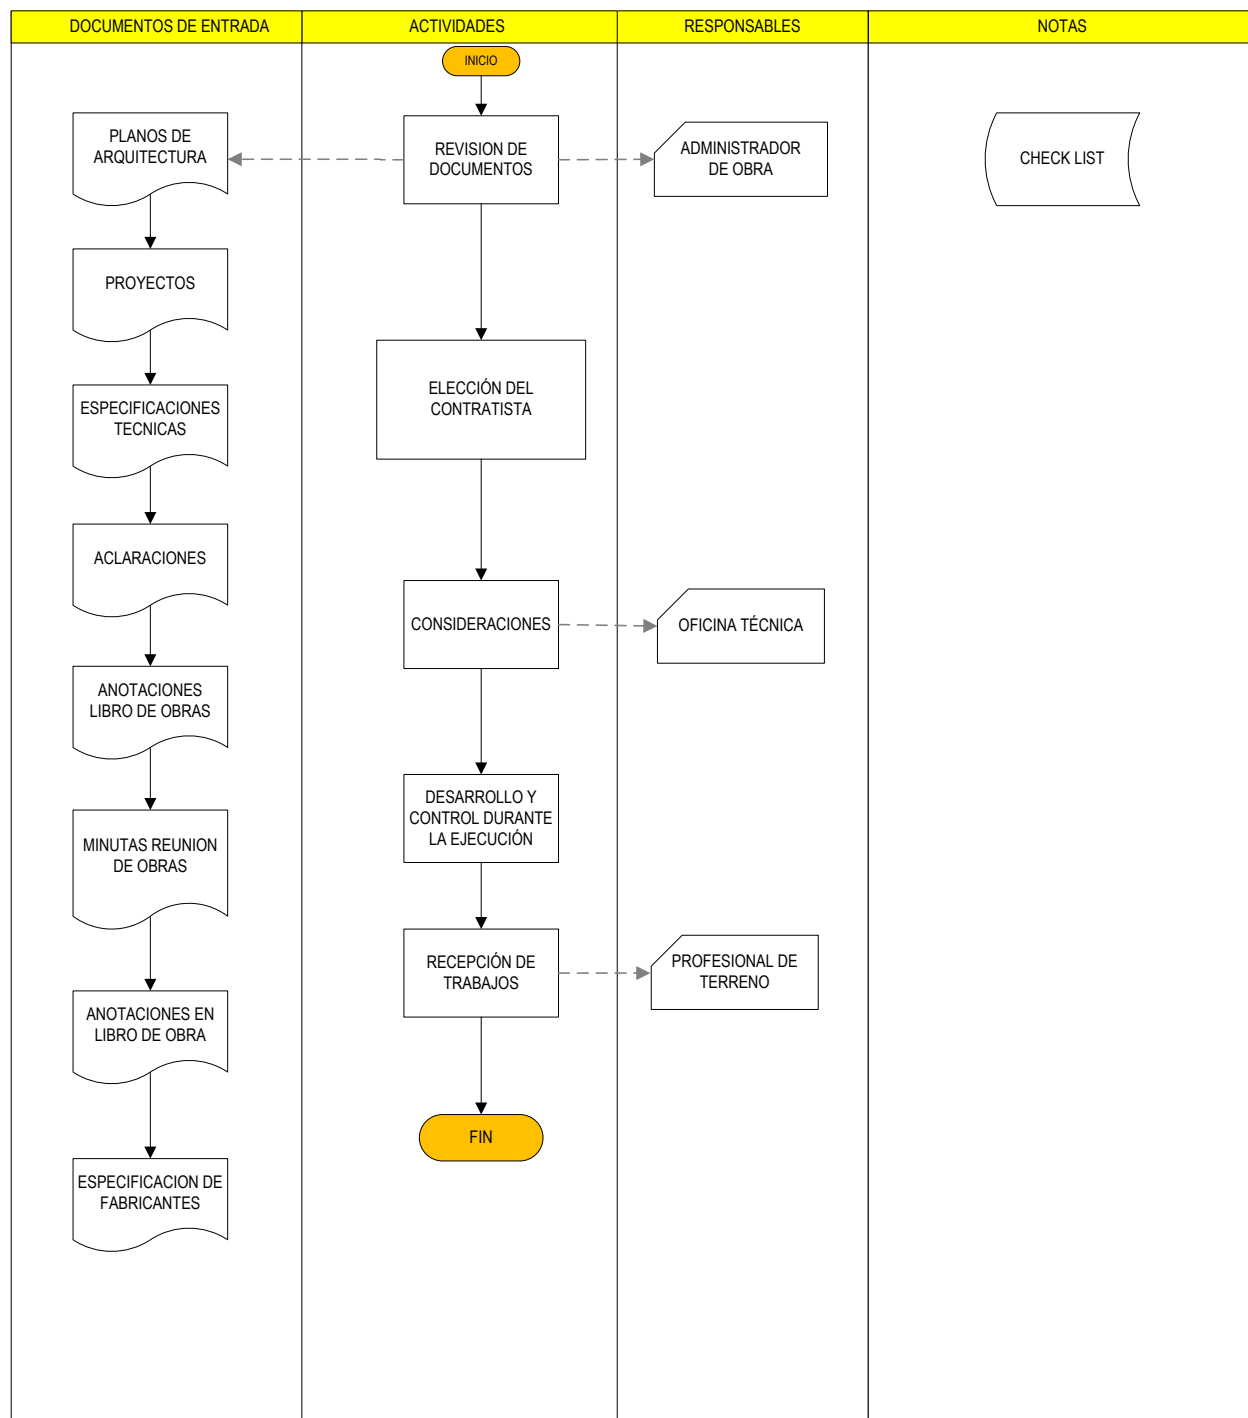 DOCUMENTOS DE ENTRADA
ACTIVIDADES
RESPONSABLES
NOTAS
INICIO
PLANOS DE
ARQUITECTURA
REVISION DE
DOCUMENTOS
ADMINISTRADOR
DE OBRA
CHECK LIST
PROYECTOS
ESPECIFICACIONES
TECNICAS
ELECCIÓN DEL
CONTRATISTA
ACLARACIONES
CONSIDERACIONES
OFICINA TÉCNICA
ANOTACIONES
LIBRO DE OBRAS
MINUTAS REUNION
DE OBRAS
DESARROLLO Y
CONTROL DURANTE
LA EJECUCIÓN
RECEPCIÓN DE
TRABAJOS
PROFESIONAL DE
TERRENO
ANOTACIONES EN
LIBRO DE OBRA
FIN
ESPECIFICACION DE
FABRICANTES